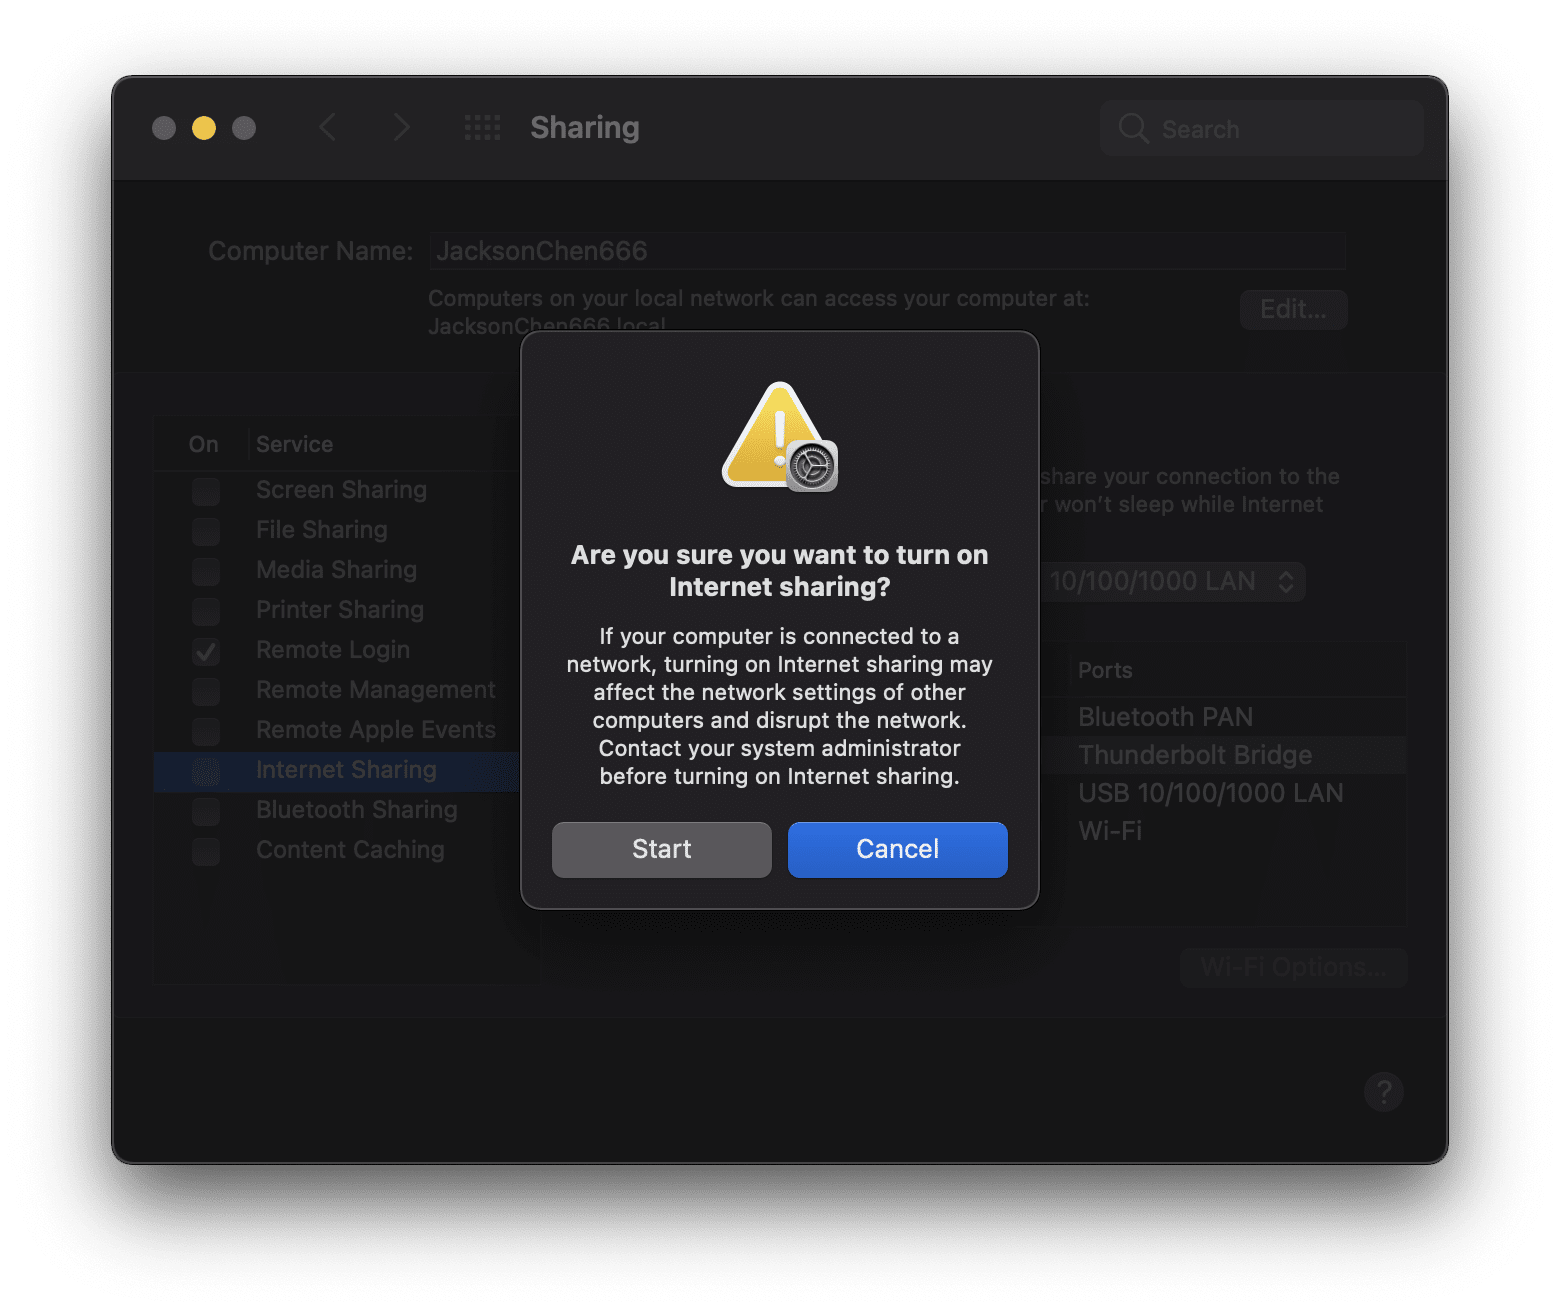 Sharing
Search
Computer Name:
JacksonChen666
Computers on your local network can access your computer at:
JacksonChen666.local
Edit...
On
Service
Screen Sharing
File Sharing
Media Sharing
Printer Sharing
Remote Login
Remote Management
Remote Apple Events
Internet Sharing
Bluetooth Sharing
Content Caching
share your connection to the
r won’t sleep while Internet
10/100/1000 LAN
Ports
Bluetooth PAN
Thunderbolt Bridge
USB 10/100/1000 LAN
Wi-Fi
Wi-Fi Options...
?
Are you sure you want to turn on
Internet sharing?
If your computer is connected to a
network, turning on Internet sharing may
affect the network settings of other
computers and disrupt the network.
Contact your system administrator
before turning on Internet sharing.
Start
Cancel